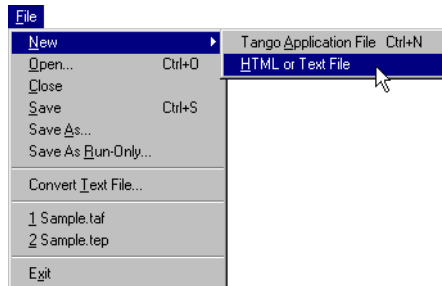 File
New
Tango Application File Ctrl+N
Open... Ctrl+O
HTML or Text File
Close
Save Ctrl+S
Save As...
Save As Run-Only...
Convert Text File...
1 Sample.taf
2 Sample.tep
Exit